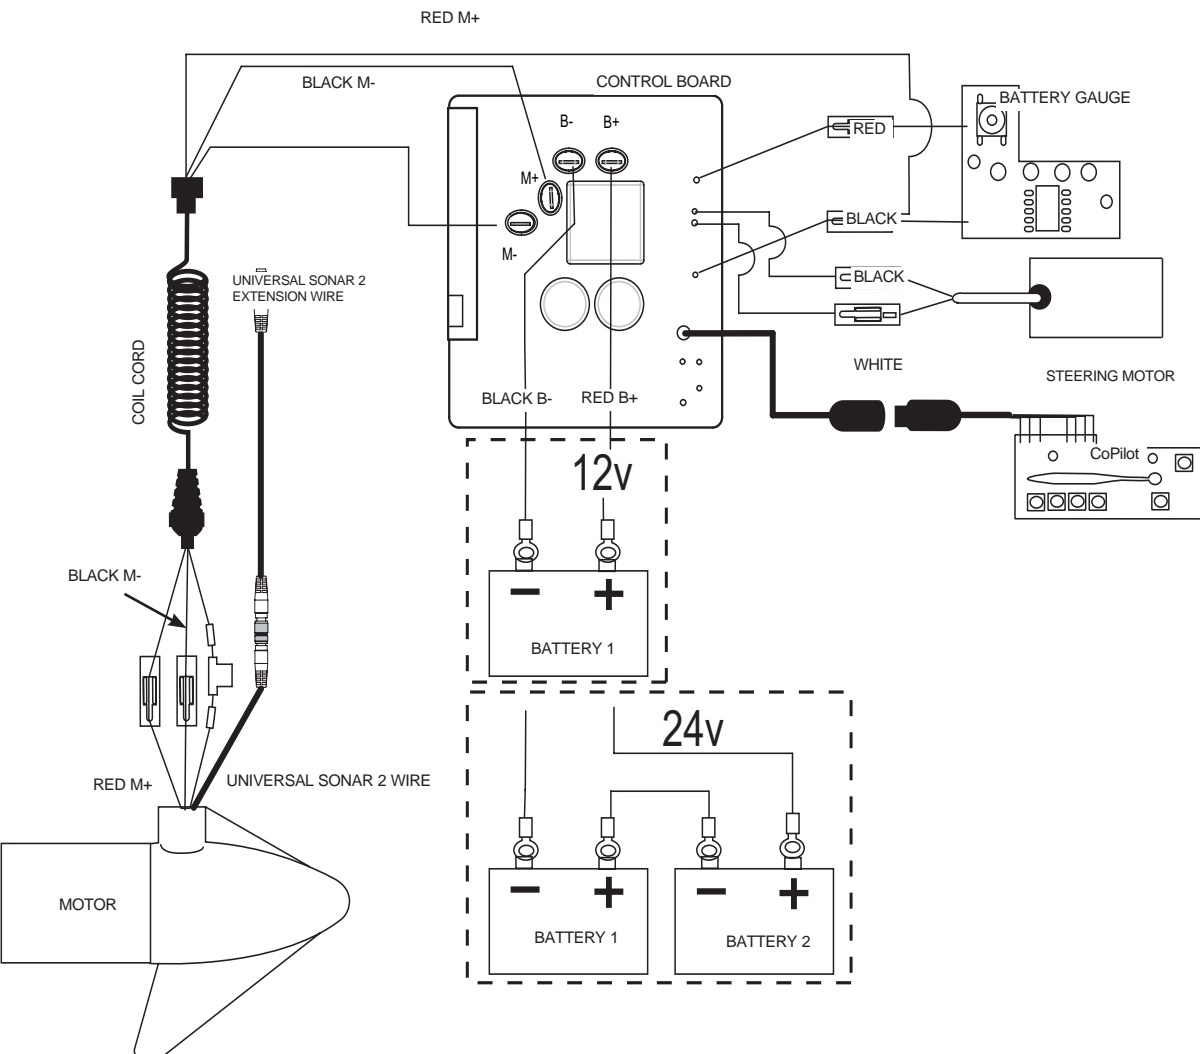 RED M+
BLACK M-
CONTROL BOARD
BATTERY GAUGE
B-
B+
RED
M+
BLACK
M-
UNIVERSAL SONAR 2
EXTENSION WIRE
BLACK
COIL CORD
WHITE
STEERING MOTOR
BLACK B-
RED B+
CoPilot
12v
BLACK M-
BATTERY 1
24v
RED M+
UNIVERSAL SONAR 2 WIRE
MOTOR
BATTERY 1
BATTERY 2